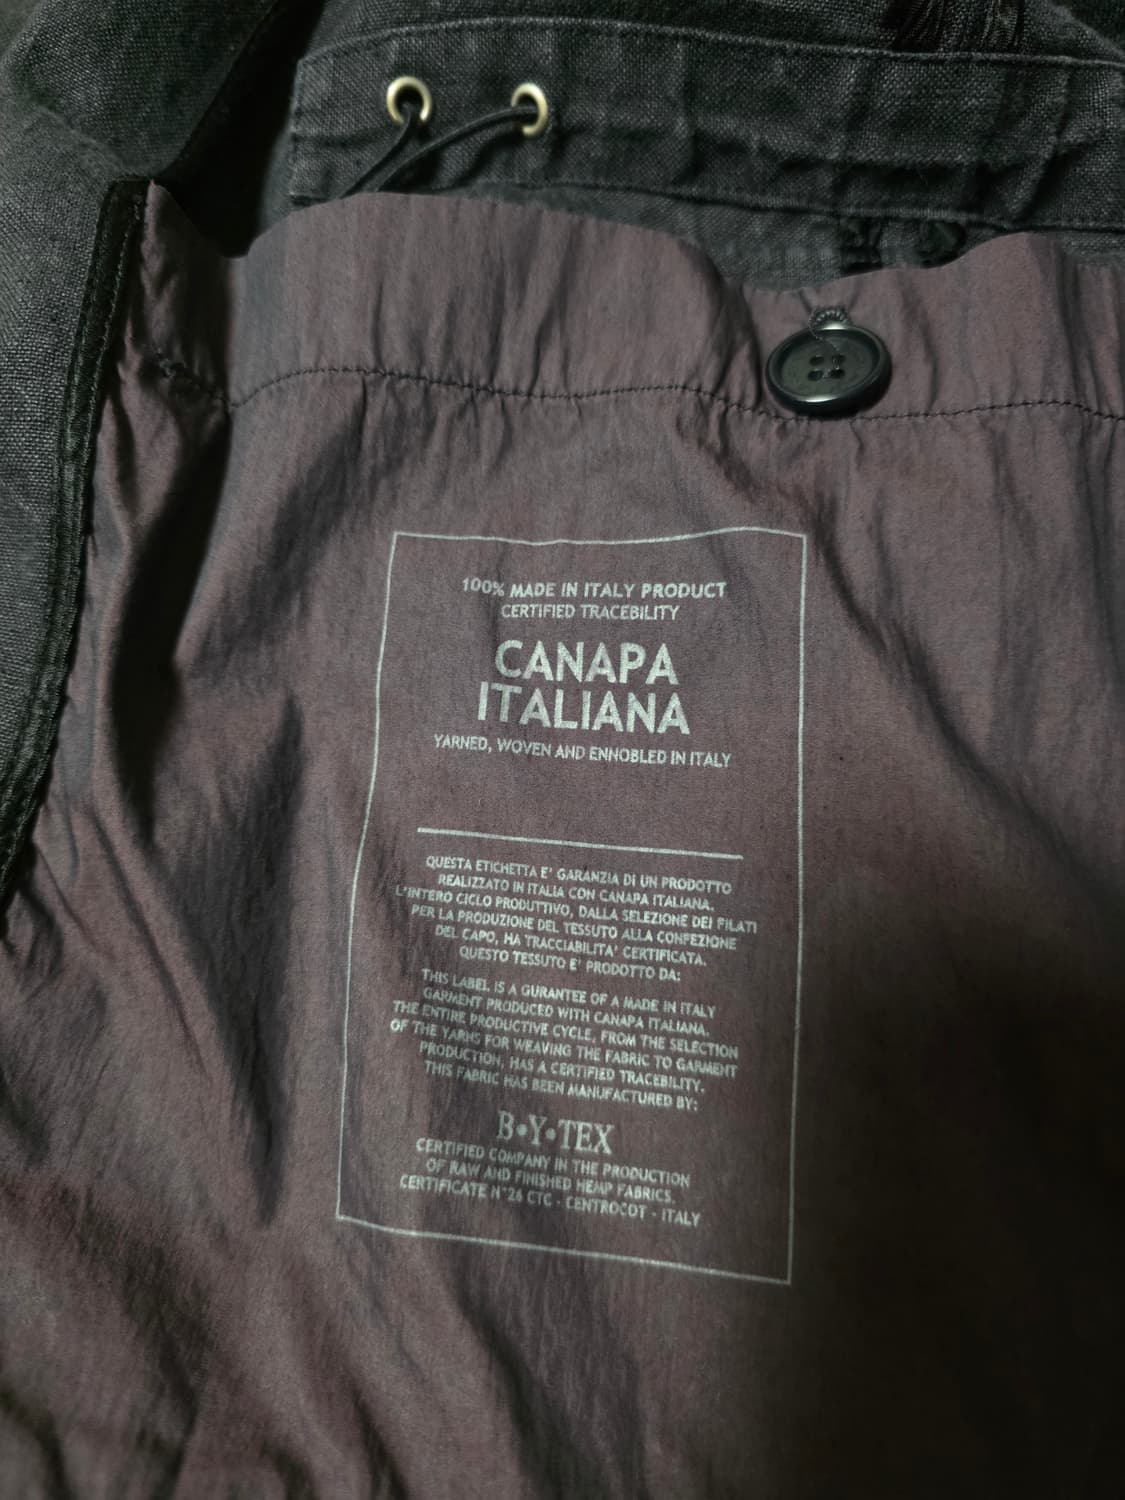 100% MADE IN ITALY PRODUCT
CERTIFIED TRACEBILITY
CANAPA
ITALIANA
YARNED, WOVEN AND ENNOBLED IN ITALY
QUESTA ETICHETTA E' GARANZIA DI UN PRODOTTO
REALIZZATO IN ITALIA CON CANAPA ITALIANA.
L'INTERO CICLO PRODUTTIVO, DALLA SELEZIONE DEI FILATI
PER LA PRODUZIONE DEL TESSUTO ALLA CONFEZIONE
DEL CAPO, HA TRACCIABILITA' CERTIFICATA.
QUESTO TESSUTO E' PRODOTTO DA:
THIS LABEL IS A GURANTEE OF A MADE IN ITALY
GARMENT PRODUCED WITH CANAPA ITALIANA.
THE ENTIRE PRODUCTIVE CYCLE, FROM THE SELECTION
OF THE YARNS FOR WEAVING THE FABRIC TO GARMENT
PRODUCTION, HAS A CERTIFIED TRACEBILITY.
THIS FABRIC HAS BEEN MANUFACTURED BY:
B•Y•TEX
CERTIFIED COMPANY IN THE PRODUCTION
OF RAW AND FINISHED HEMP FABRICS.
CERTIFICATE N°26 CTC - CENTROCOT - ITALY